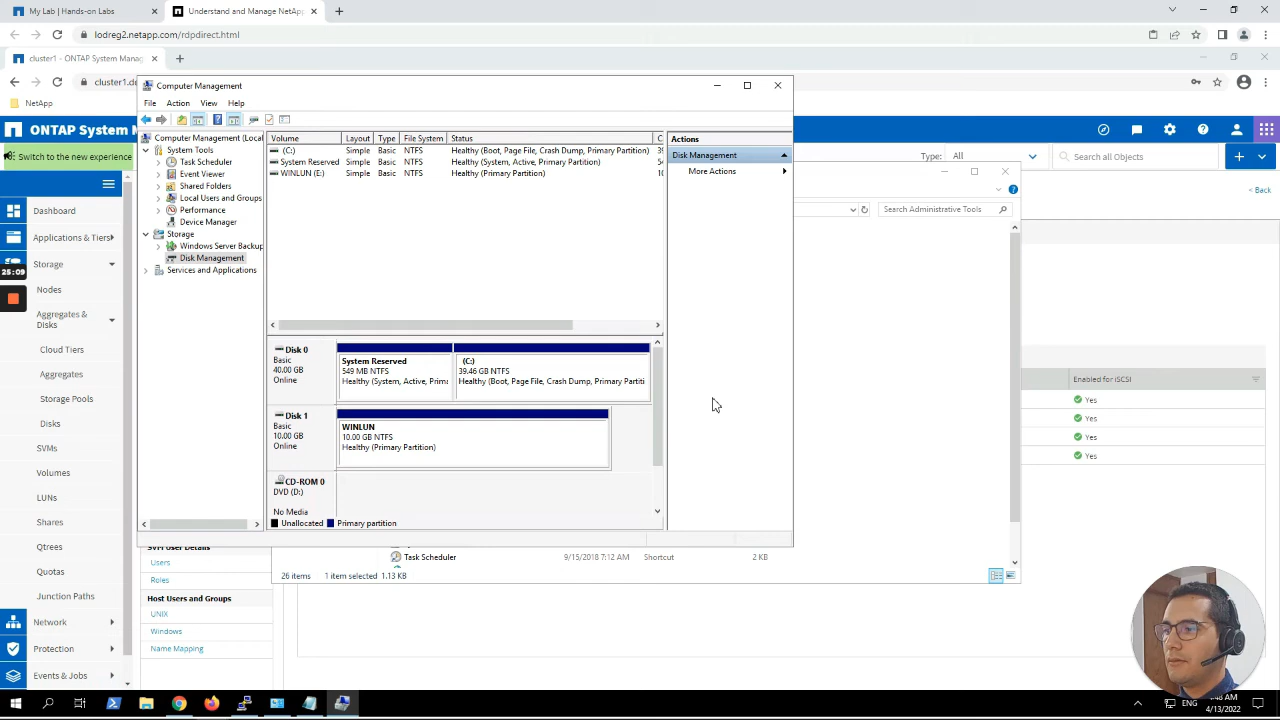 My Lab | Hands-on Labs
Understand and Manage NetAp
lodreg2.netapp.com/rdpdirect.html
cluster1 - ONTAP System Manag
cluster1.de
NetApp
ONTAP System M
Type:
All
Search all Objects
Switch to the new experience
< Back
Dashboard
Applications & Tiers
Storage
25:09
Nodes
Aggregates &
Disks
Cloud Tiers
Aggregates
Storage Pools
Disks
SVMs
Volumes
LUNs
Shares
Qtrees
Quotas
Junction Paths
Network
Protection
Events & Jobs
SVM User Details
Users
Roles
Host Users and Groups
UNIX
Windows
Name Mapping
Computer Management
File Action View Help
Computer Management (Local
System Tools
Task Scheduler
Event Viewer
Shared Folders
Local Users and Groups
Performance
Device Manager
Storage
Windows Server Backup
Disk Management
Services and Applications
Volume Layout Type File System Status C
(C:) Simple Basic NTFS Healthy (Boot, Page File, Crash Dump, Primary Partition)
System Reserved Simple Basic NTFS Healthy (System, Active, Primary Partition)
WINLUN (E:) Simple Basic NTFS Healthy (Primary Partition) 10
Disk 0
Basic
40.00 GB
Online
System Reserved
549 MB NTFS
Healthy (System, Active, Prima
(C:)
39.46 GB NTFS
Healthy (Boot, Page File, Crash Dump, Primary Partiti
Disk 1
Basic
10.00 GB
Online
WINLUN
10.00 GB NTFS
Healthy (Primary Partition)
CD-ROM 0
DVD (D:)
No Media
Unallocated Primary partition
Actions
Disk Management
More Actions
Search Administrative Tools
Enabled for iSCSI
Yes
Yes
Yes
Yes
Task Scheduler 9/15/2018 7:12 AM Shortcut 2 KB
26 items 1 item selected 1.13 KB
ENG
4/13/2022